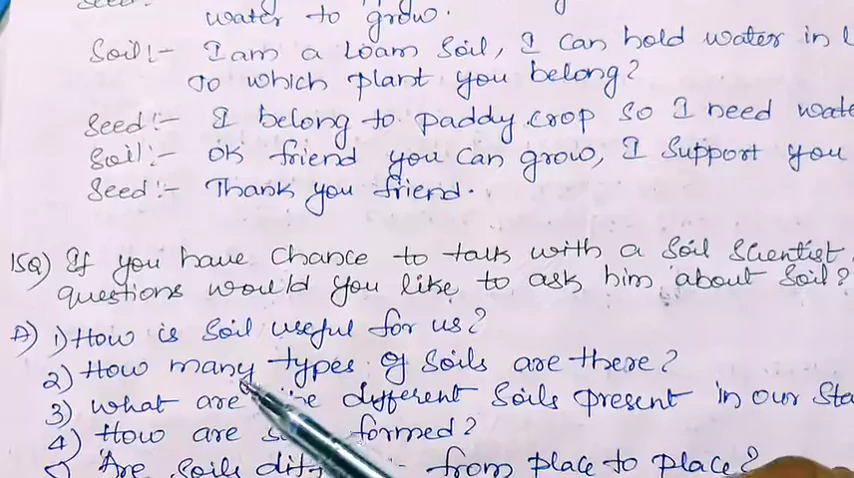 water to grow.
Soil:- I am a Loam Soil, I can hold water in
To which plant you belong?
Seed:- I belong to paddy crop so I need
Soil:- OK friend you can grow, I support you
Seed:- Thank you friend.
15Q) If you have chance to talk with a Soil Scientist
questions would you like to ask him about Soil?
A) 1) How is Soil useful for us?
2) How many types of Soils are there?
3) What are different Soils present in our
4) How are formed?
5) Are Soils from place to place?